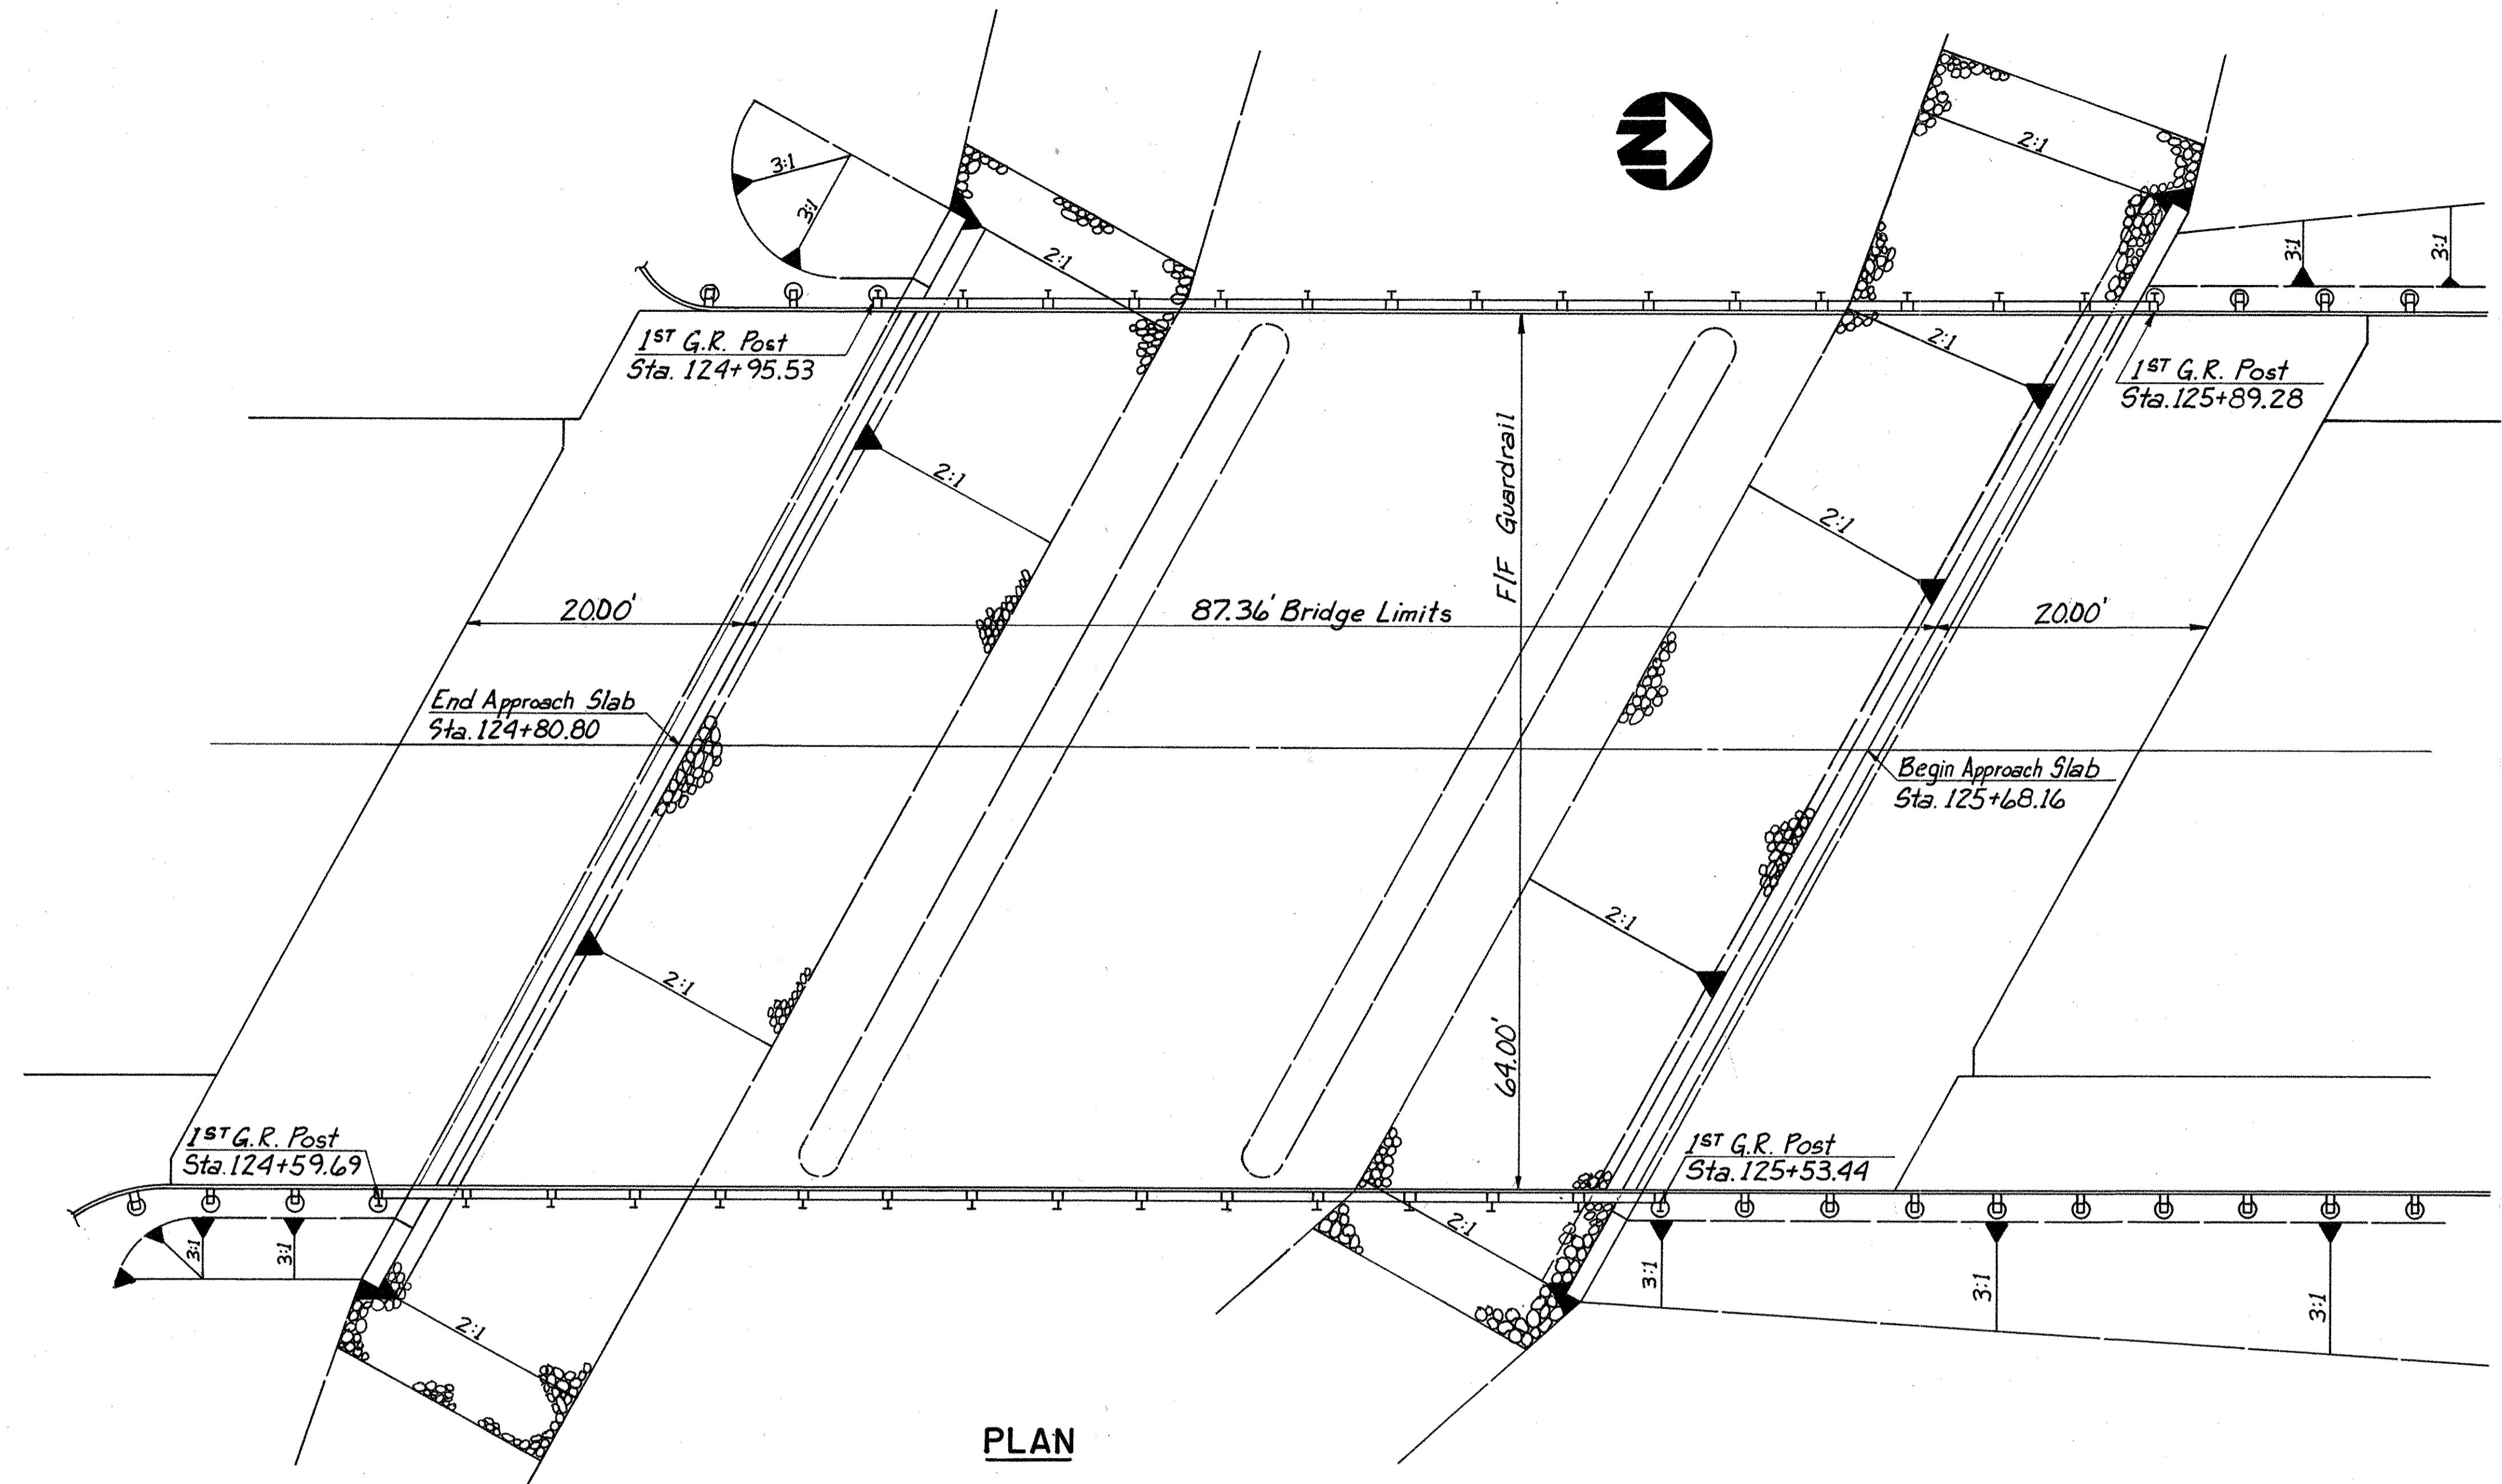 N
2:1
3:1
3:1
2:1
3:1
3:1
1ST G.R. Post
Sta. 124+95.53
2:1
1ST G.R. Post
Sta. 125+89.28
2:1
2:1
F/F Guardrail
64.00'
20.00'
87.36' Bridge Limits
20.00'
End Approach Slab
Sta. 124+80.80
Begin Approach Slab
Sta. 125+68.16
2:1
2:1
1ST G.R. Post
Sta. 124+59.69
1ST G.R. Post
Sta. 125+53.44
3:1
3:1
2:1
3:1
3:1
3:1
2:1
PLAN